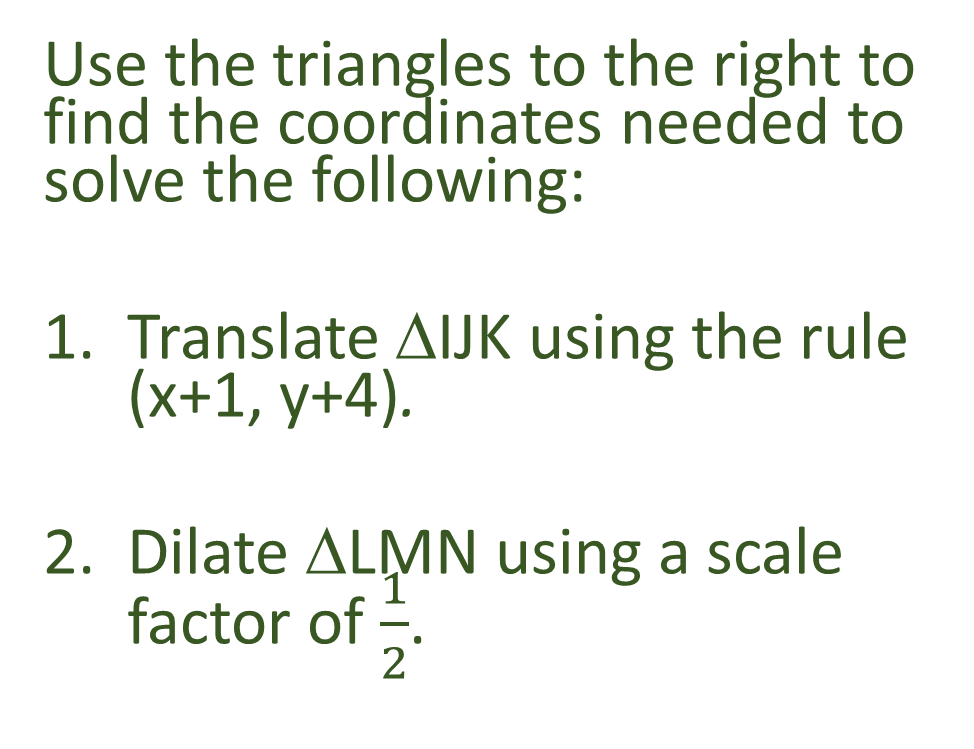 Use the triangles to the right to
find the coordinates needed to
solve the following:
1. Translate ΔIJK using the rule
(x+1, y+4).
2. Dilate ΔLMN using a scale
factor of 1/2.